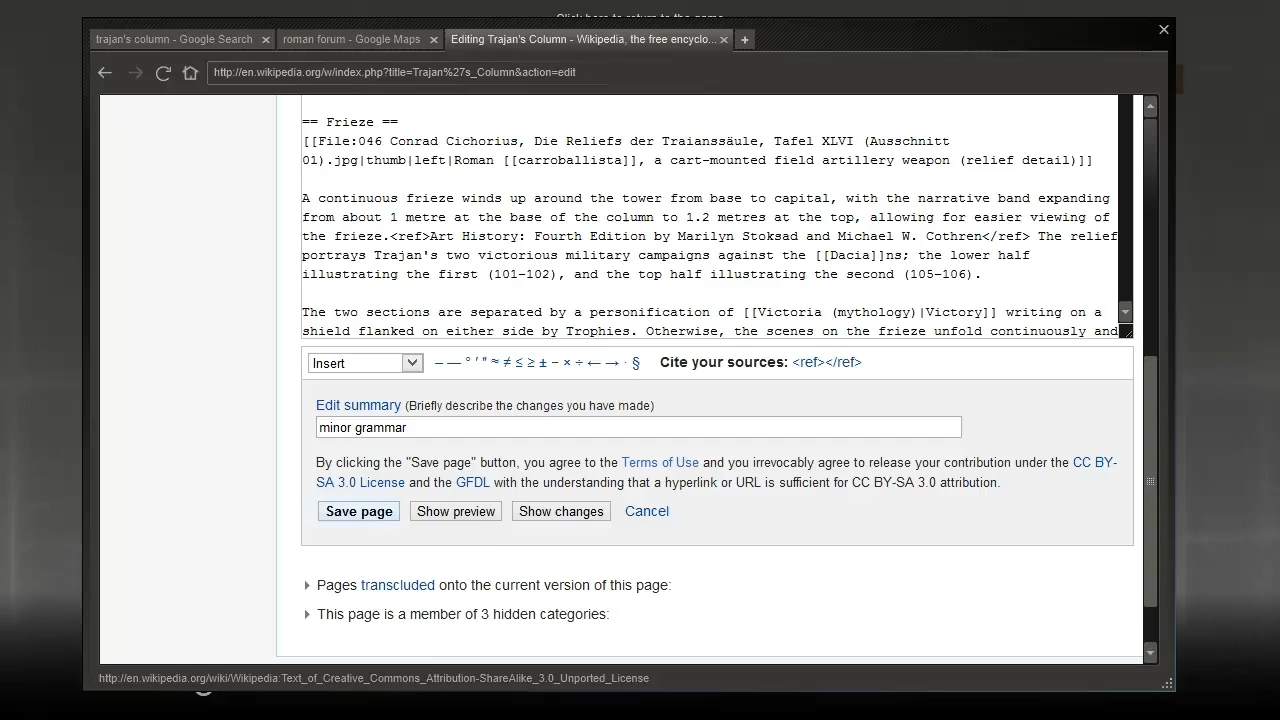 Click here to return to the game
trajan's column - Google Search
roman forum - Google Maps
Editing Trajan's Column - Wikipedia, the free encyclo...
http://en.wikipedia.org/w/index.php?title=Trajan%27s_Column&action=edit
== Frieze ==
[[File:046 Conrad Cichorius, Die Reliefs der Traianssäule, Tafel XLVI (Ausschnitt
01).jpg|thumb|left|Roman [[carroballista]], a cart-mounted field artillery weapon (relief detail)]]
A continuous frieze winds up around the tower from base to capital, with the narrative band expanding
from about 1 metre at the base of the column to 1.2 metres at the top, allowing for easier viewing of
the frieze.<ref>Art History: Fourth Edition by Marilyn Stoksad and Michael W. Cothren</ref> The relief
portrays Trajan's two victorious military campaigns against the [[Dacia]]ns; the lower half
illustrating the first (101–102), and the top half illustrating the second (105–106).
The two sections are separated by a personification of [[Victoria (mythology)|Victory]] writing on a
shield flanked on either side by Trophies. Otherwise, the scenes on the frieze unfold continuously and
Insert
– — ° ′ ″ ≈ ≠ ≤ ≥ ± − × ÷ ← → · § Cite your sources: <ref></ref>
Edit summary (Briefly describe the changes you have made)
minor grammar
By clicking the "Save page" button, you agree to the Terms of Use and you irrevocably agree to release your contribution under the CC BY-
SA 3.0 License and the GFDL with the understanding that a hyperlink or URL is sufficient for CC BY-SA 3.0 attribution.
Save page Show preview Show changes Cancel
Pages transcluded onto the current version of this page:
This page is a member of 3 hidden categories:
http://en.wikipedia.org/wiki/Wikipedia:Text_of_Creative_Commons_Attribution-ShareAlike_3.0_Unported_License